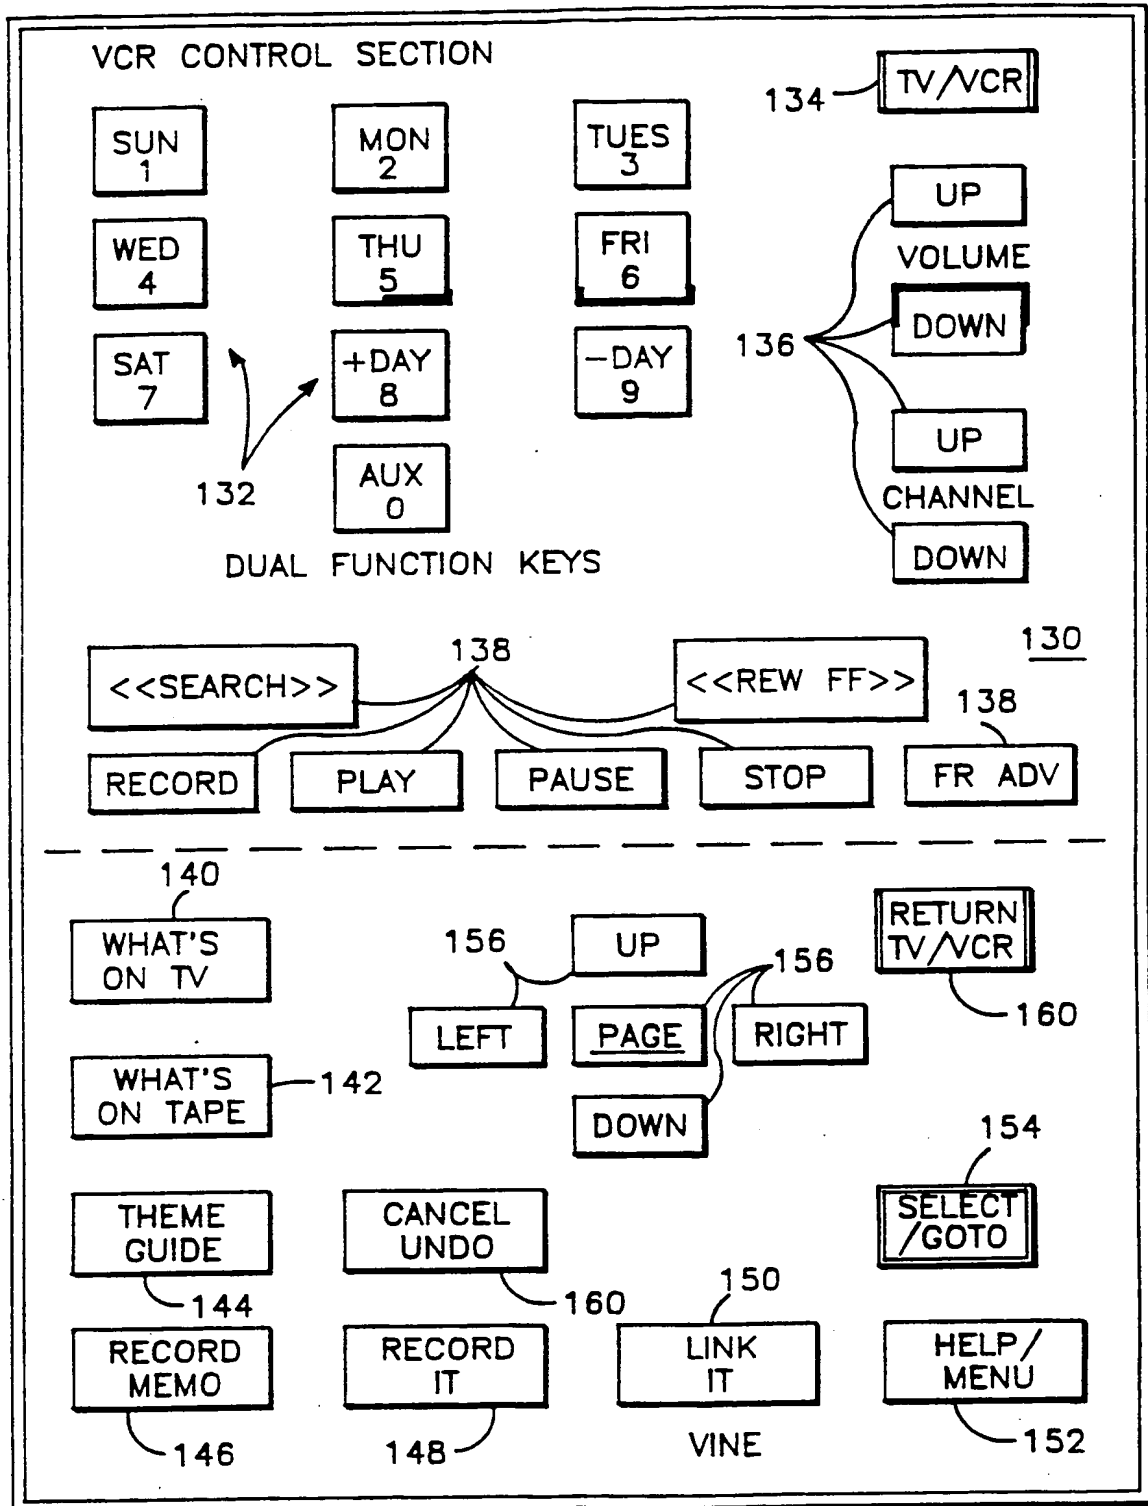 VCR CONTROL SECTION
134
TV/VCR
SUN
1
MON
2
TUES
3
UP
VOLUME
DOWN
136
WED
4
THU
5
FRI
6
SAT
7
+DAY
8
-DAY
9
UP
CHANNEL
DOWN
132
AUX
0
DUAL FUNCTION KEYS
130
138
<<SEARCH>>
<<REW FF>>
138
RECORD
PLAY
PAUSE
STOP
FR ADV
140
WHAT'S
ON TV
156
UP
156
RETURN
TV/VCR
160
LEFT
PAGE
RIGHT
WHAT'S
ON TAPE
142
DOWN
154
THEME
GUIDE
144
CANCEL
UNDO
160
SELECT
/GOTO
150
RECORD
MEMO
146
RECORD
IT
148
LINK
IT
VINE
HELP/
MENU
152